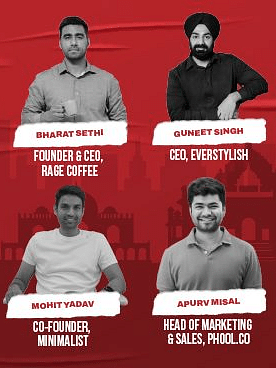 BHARAT SETHI
FOUNDER & CEO,
RAGE COFFEE
GUNEET SINGH
CEO, EVERSTYLISH
MOHIT YADAV
CO-FOUNDER,
MINIMALIST
APURV MISAL
HEAD OF MARKETING
& SALES, PHOOL.CO